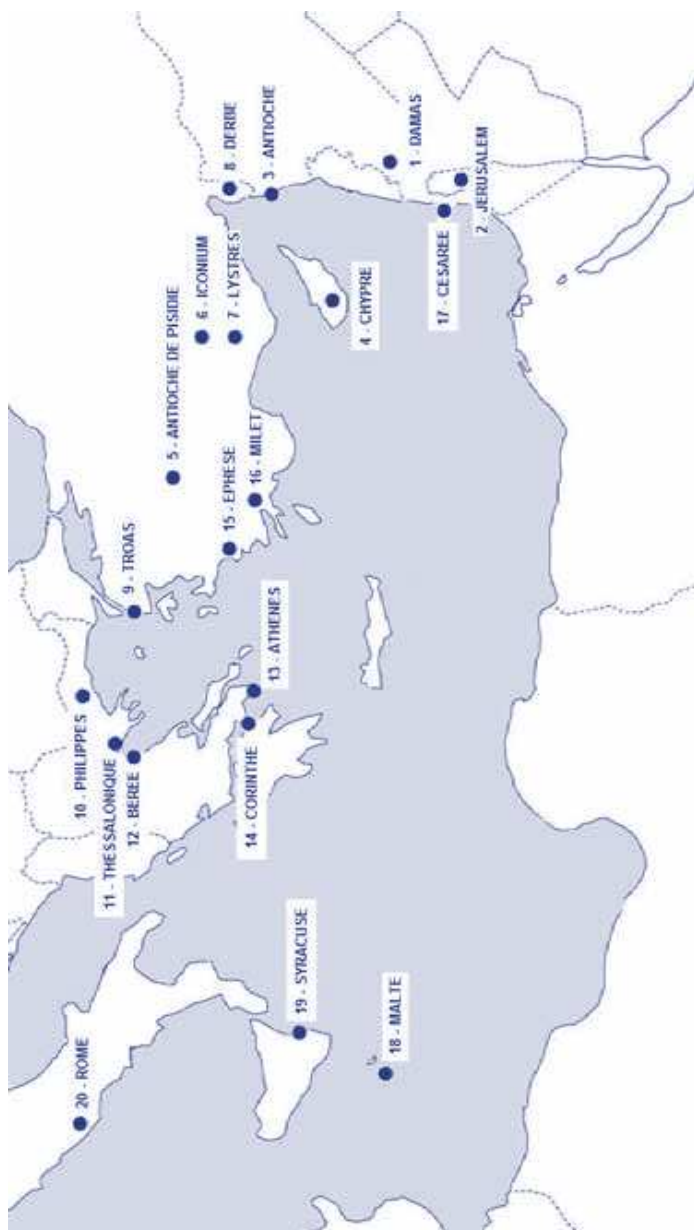 1 - DAMAS
2 - JERUSALEM
3 - ANTIOCHE
4 - CHYPRE
5 - ANTIOCHE DE PISIDIE
6 - ICONIUM
7 - LYSTRES
8 - DERBE
9 - TROAS
10 - PHILIPPES
11 - THESSALONIQUE
12 - BEREE
13 - ATHENES
14 - CORINTHE
15 - EPHESE
16 - MILET
17 - CESAREE
18 - MALTE
19 - SYRACUSE
20 - ROME